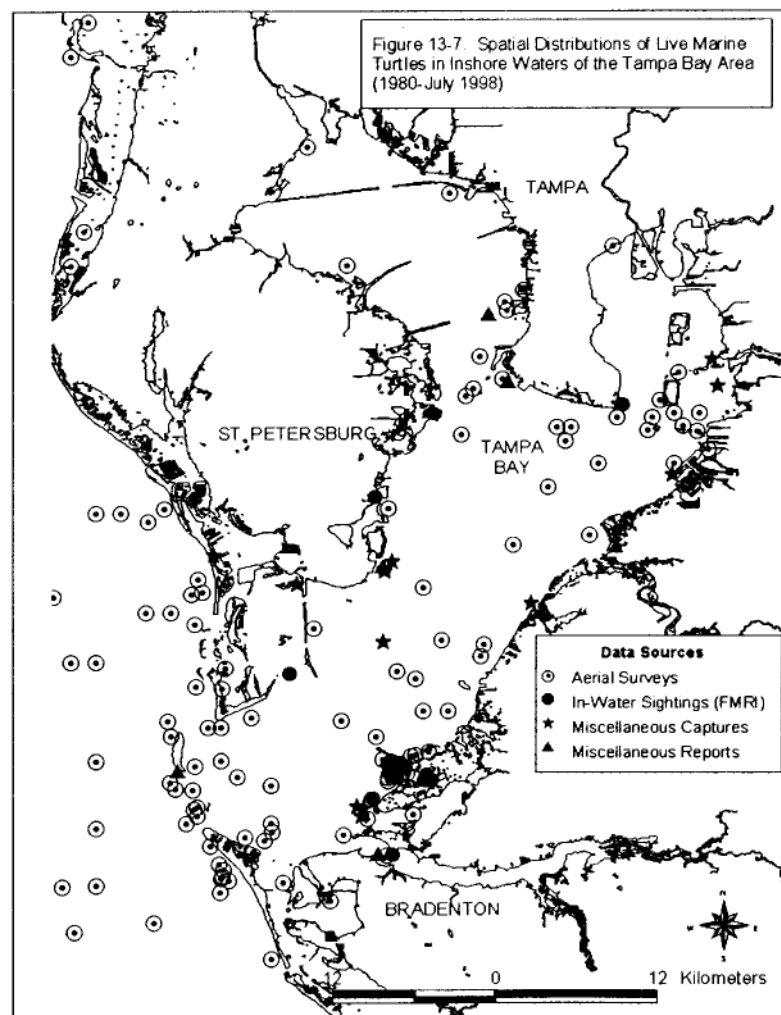 Figure 13-7. Spatial Distributions of Live Marine
Turtles in Inshore Waters of the Tampa Bay Area
(1980-July 1998)
TAMPA
ST. PETERSBURG
TAMPA
BAY
Data Sources
Aerial Surveys
In-Water Sightings (FMRI)
Miscellaneous Captures
Miscellaneous Reports
BRADENTON
N
W
E
S
0
12 Kilometers